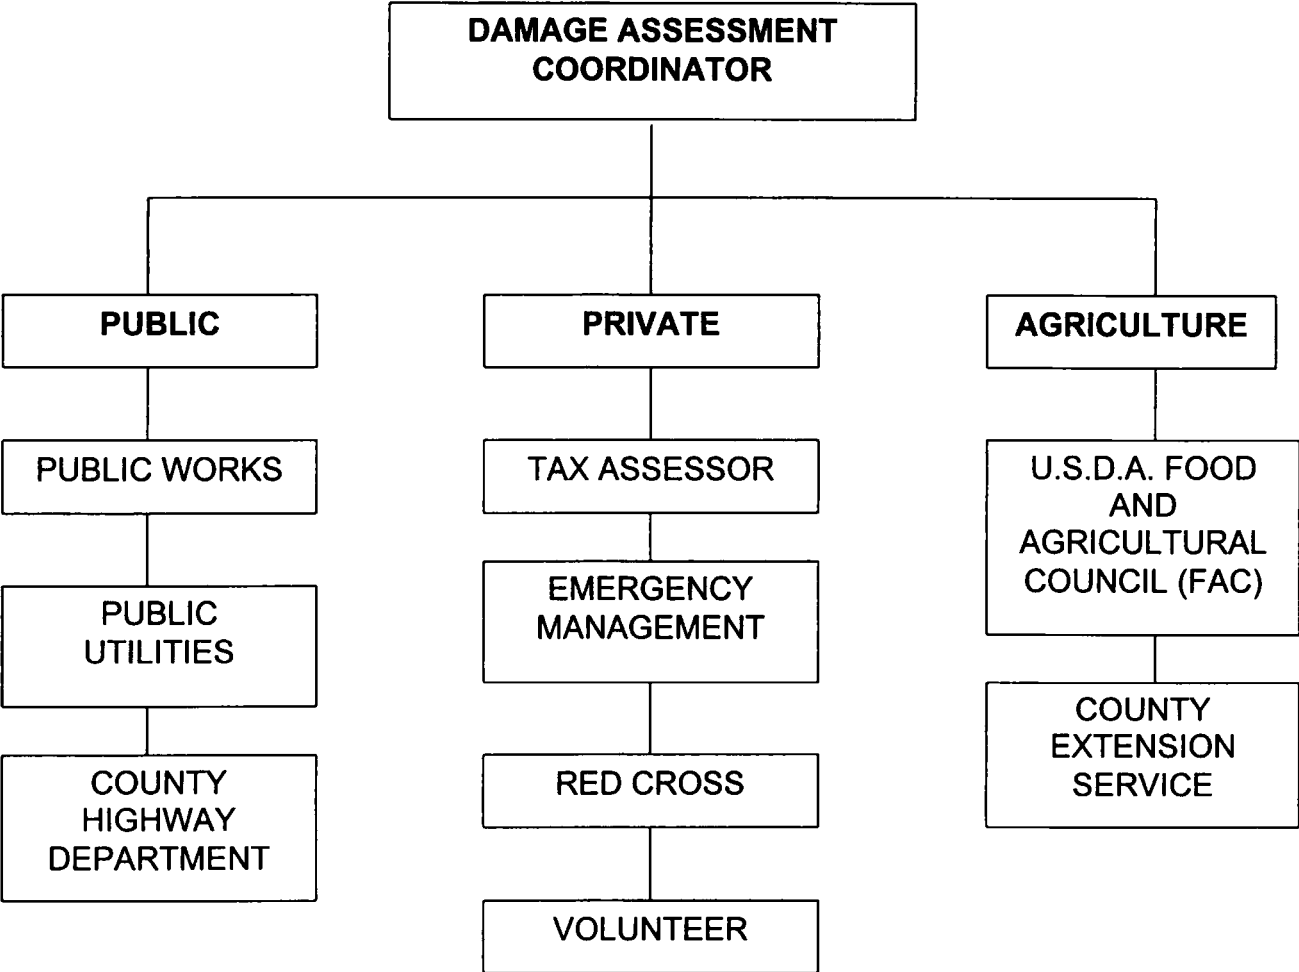 DAMAGE ASSESSMENT
COORDINATOR
PUBLIC
PRIVATE
AGRICULTURE
PUBLIC WORKS
TAX ASSESSOR
U.S.D.A. FOOD
AND
AGRICULTURAL
COUNCIL (FAC)
PUBLIC
UTILITIES
EMERGENCY
MANAGEMENT
COUNTY
EXTENSION
SERVICE
COUNTY
HIGHWAY
DEPARTMENT
RED CROSS
VOLUNTEER